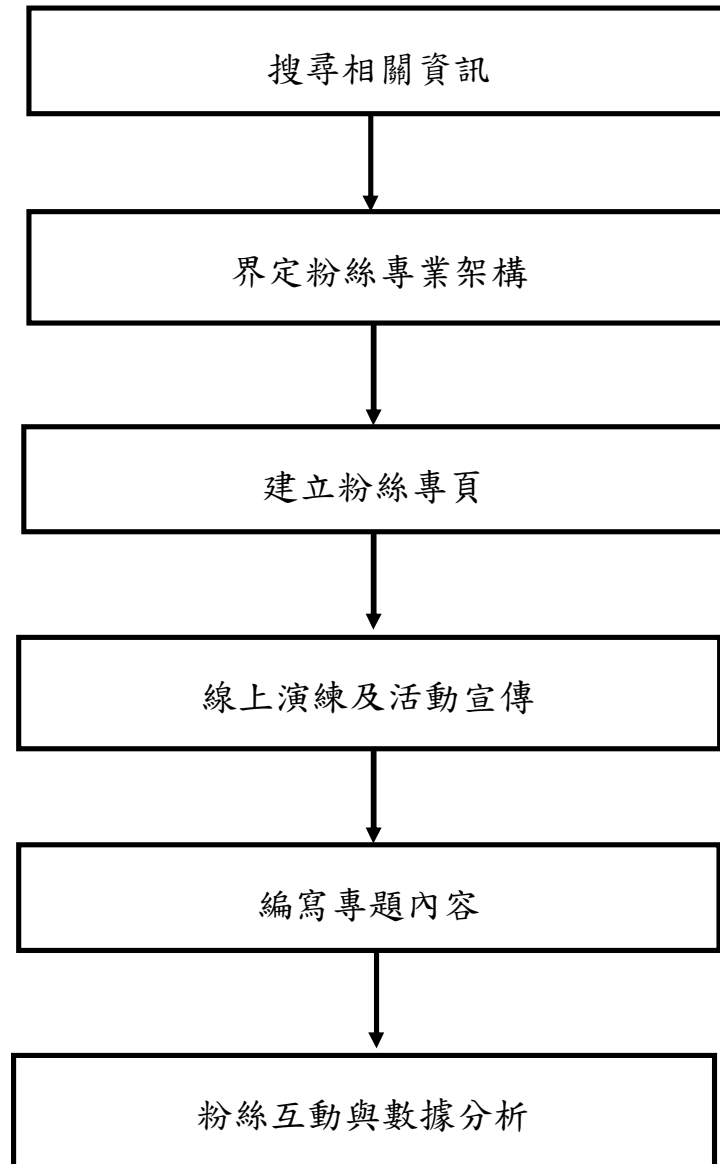 搜尋相關資訊
界定粉絲專業架構
建立粉絲專頁
線上演練及活動宣傳
編寫專題內容
粉絲互動與數據分析